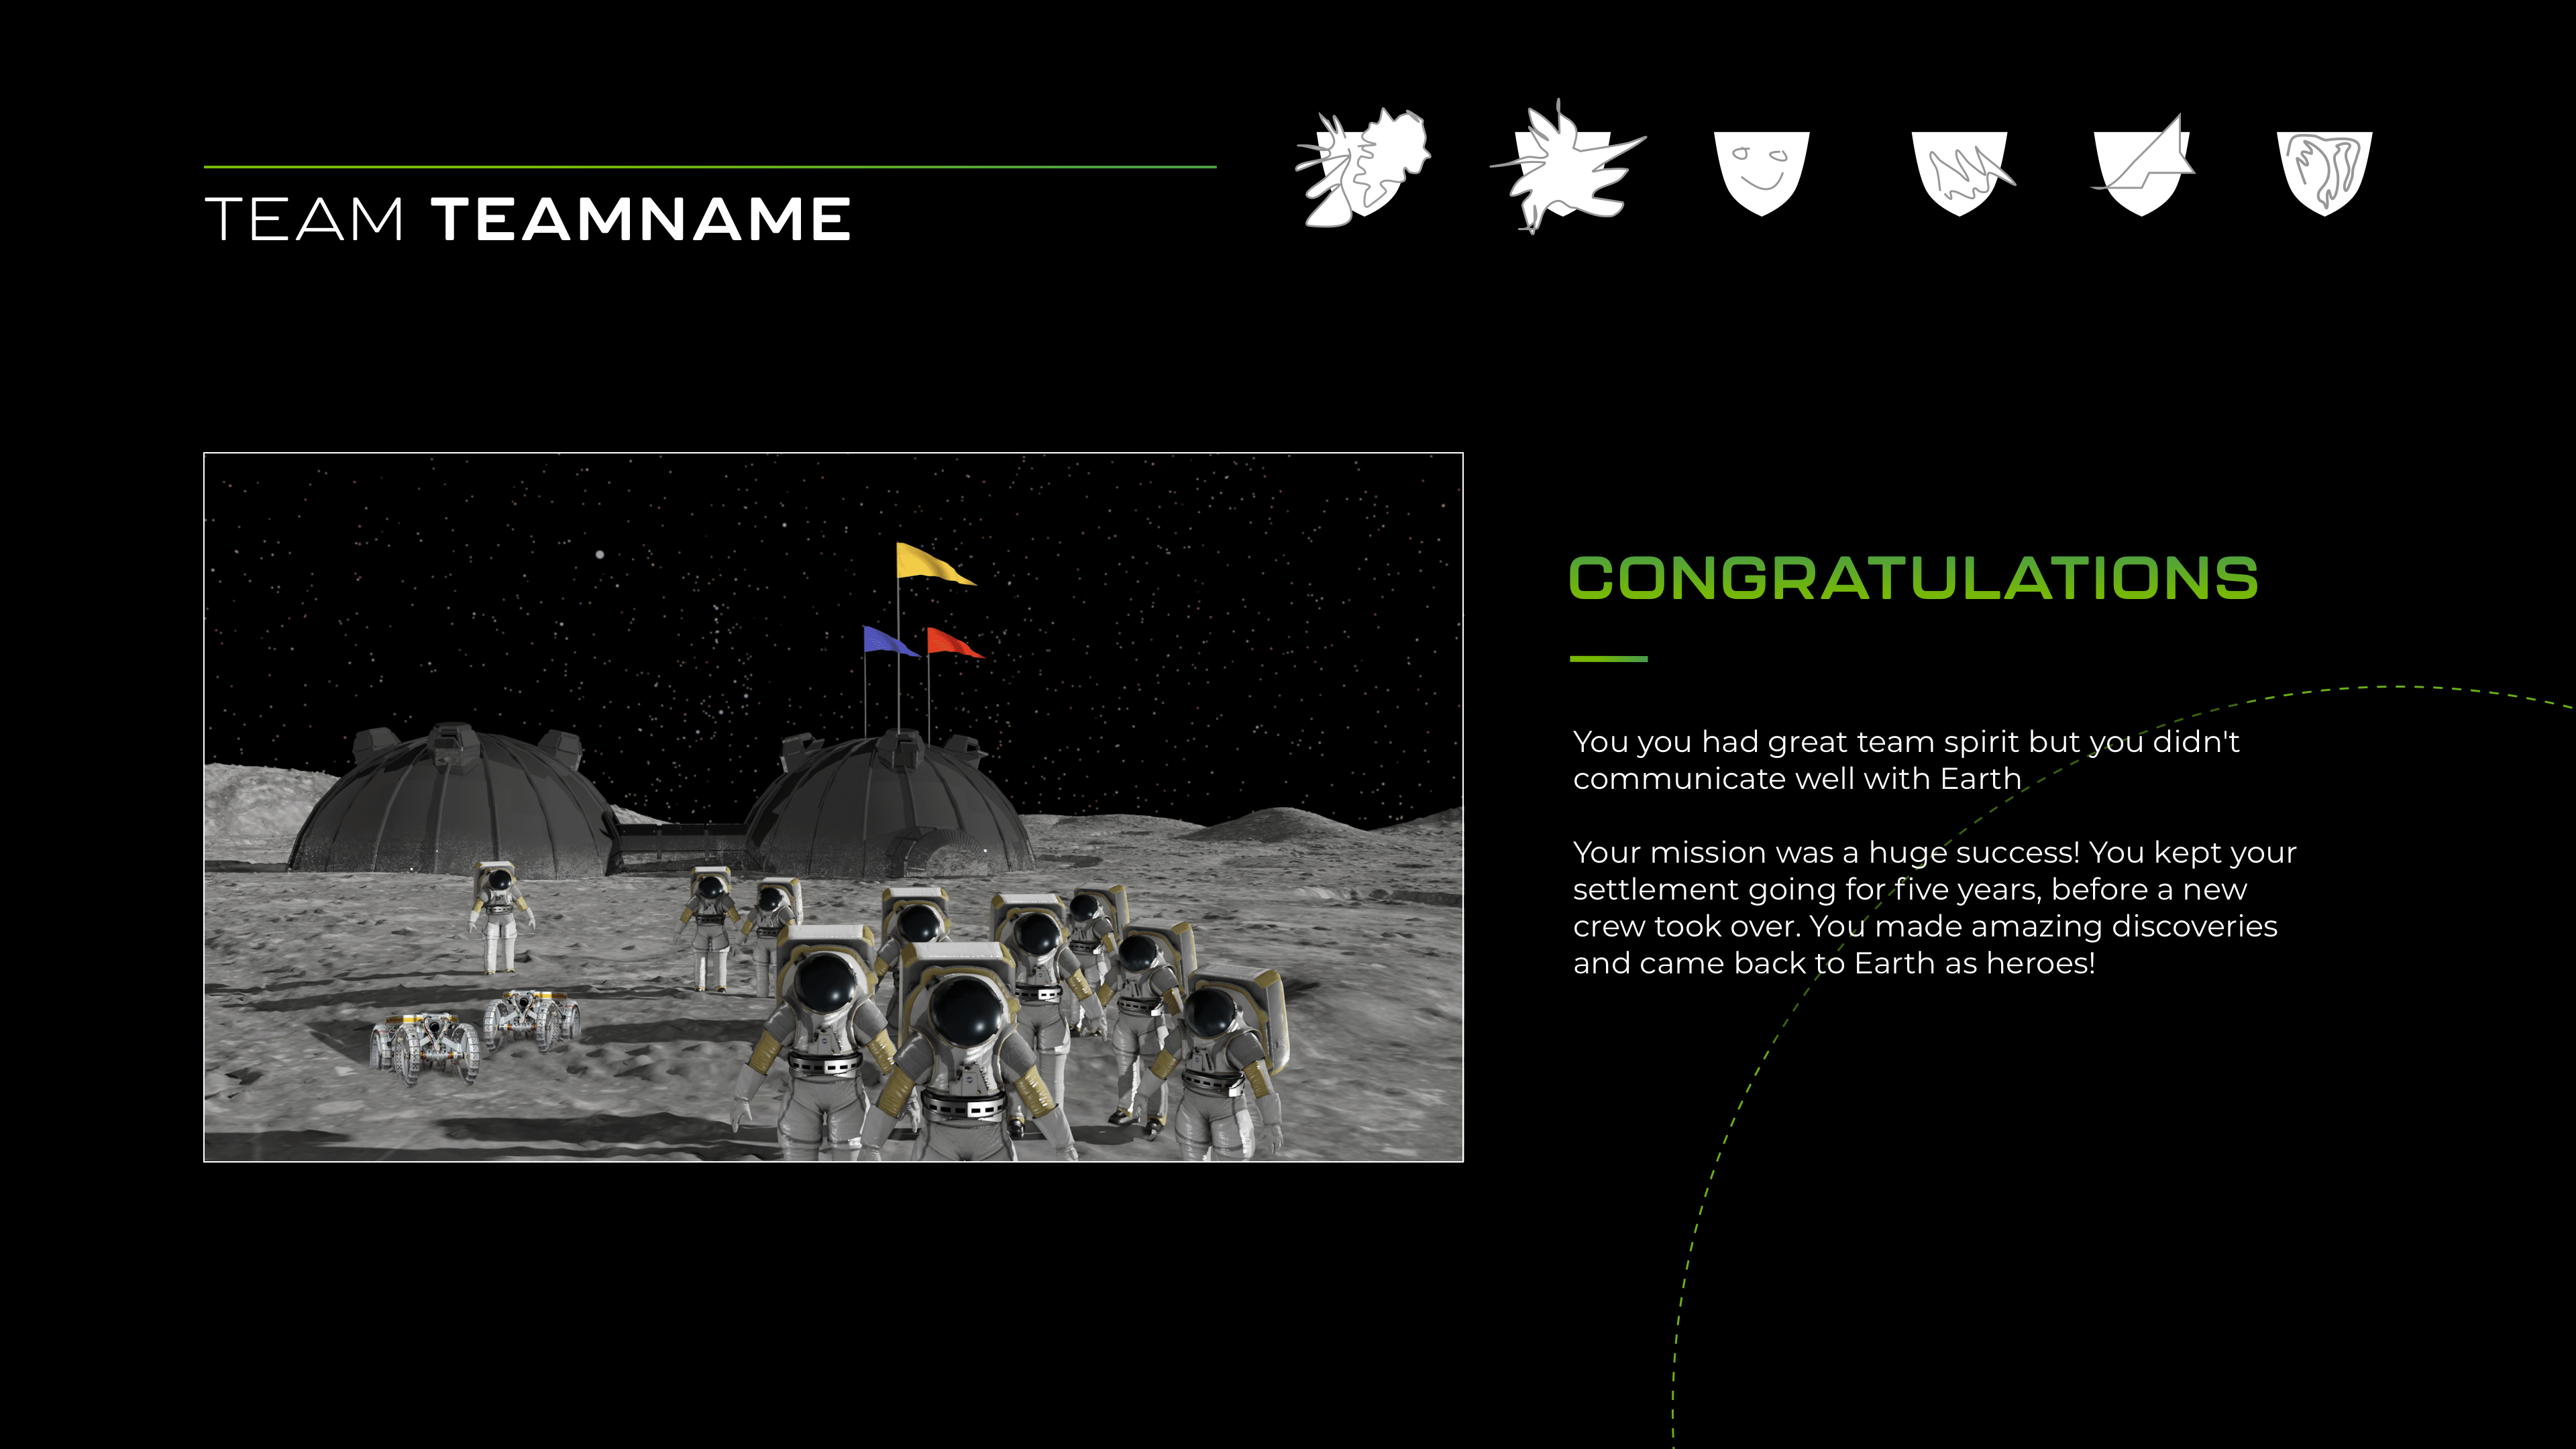 TEAM TEAMNAME
CONGRATULATIONS
You you had great team spirit but you didn't
communicate well with Earth
Your mission was a huge success! You kept your
settlement going for five years, before a new
crew took over. You made amazing discoveries
and came back to Earth as heroes!